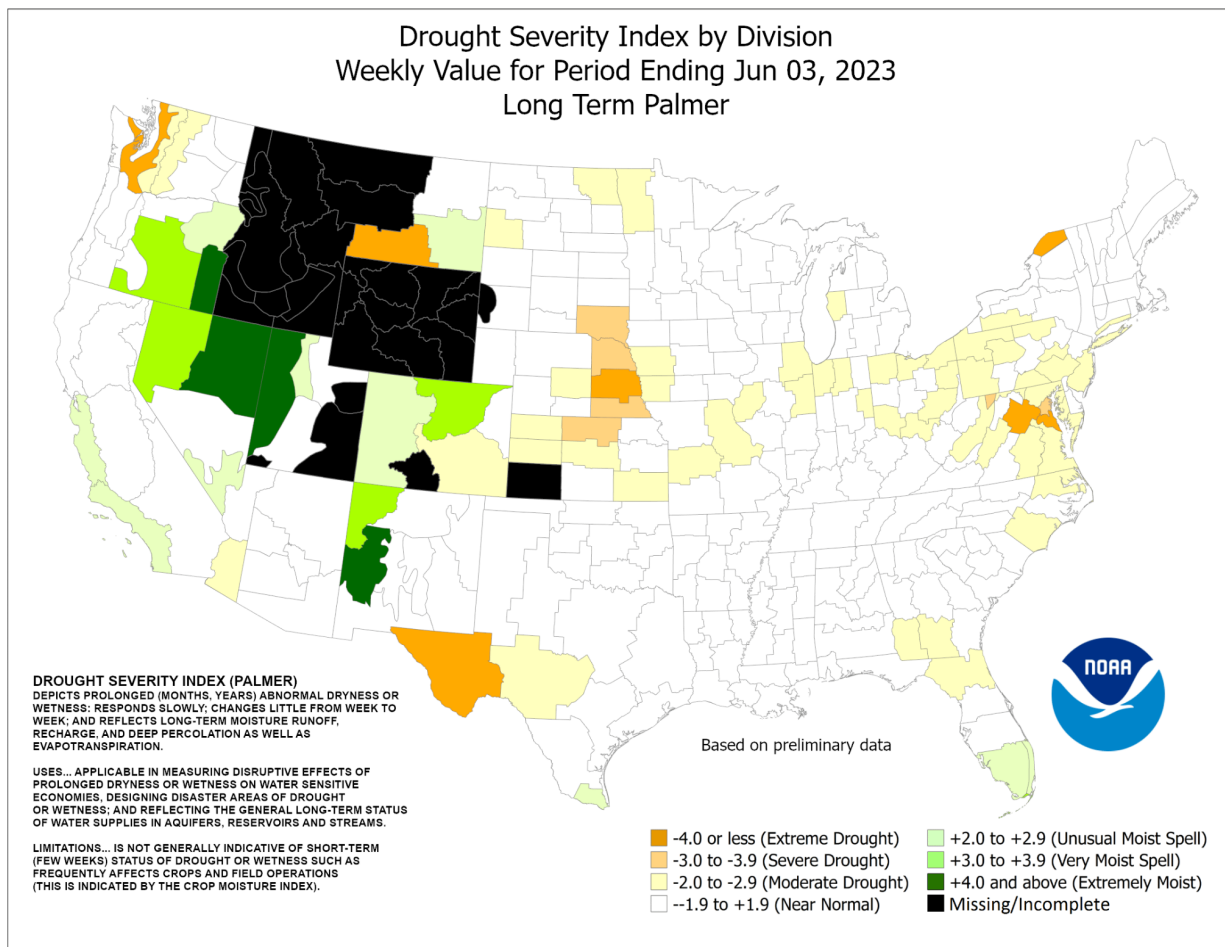 Drought Severity Index by Division
Weekly Value for Period Ending Jun 03, 2023
Long Term Palmer
DROUGHT SEVERITY INDEX (PALMER)
DEPICTS PROLONGED (MONTHS, YEARS) ABNORMAL DRYNESS OR
WETNESS: RESPONDS SLOWLY; CHANGES LITTLE FROM WEEK TO
WEEK; AND REFLECTS LONG-TERM MOISTURE RUNOFF,
RECHARGE, AND DEEP PERCOLATION AS WELL AS
EVAPOTRANSPIRATION.
USES... APPLICABLE IN MEASURING DISRUPTIVE EFFECTS OF
PROLONGED DRYNESS OR WETNESS ON WATER SENSITIVE
ECONOMIES, DESIGNING DISASTER AREAS OF DROUGHT
OR WETNESS; AND REFLECTING THE GENERAL LONG-TERM STATUS
OF WATER SUPPLIES IN AQUIFERS, RESERVOIRS AND STREAMS.
LIMITATIONS... IS NOT GENERALLY INDICATIVE OF SHORT-TERM
(FEW WEEKS) STATUS OF DROUGHT OR WETNESS SUCH AS
FREQUENTLY AFFECTS CROPS AND FIELD OPERATIONS
(THIS IS INDICATED BY THE CROP MOISTURE INDEX).
NOAA
Based on preliminary data
-4.0 or less (Extreme Drought)
-3.0 to -3.9 (Severe Drought)
-2.0 to -2.9 (Moderate Drought)
--1.9 to +1.9 (Near Normal)
+2.0 to +2.9 (Unusual Moist Spell)
+3.0 to +3.9 (Very Moist Spell)
+4.0 and above (Extremely Moist)
Missing/Incomplete